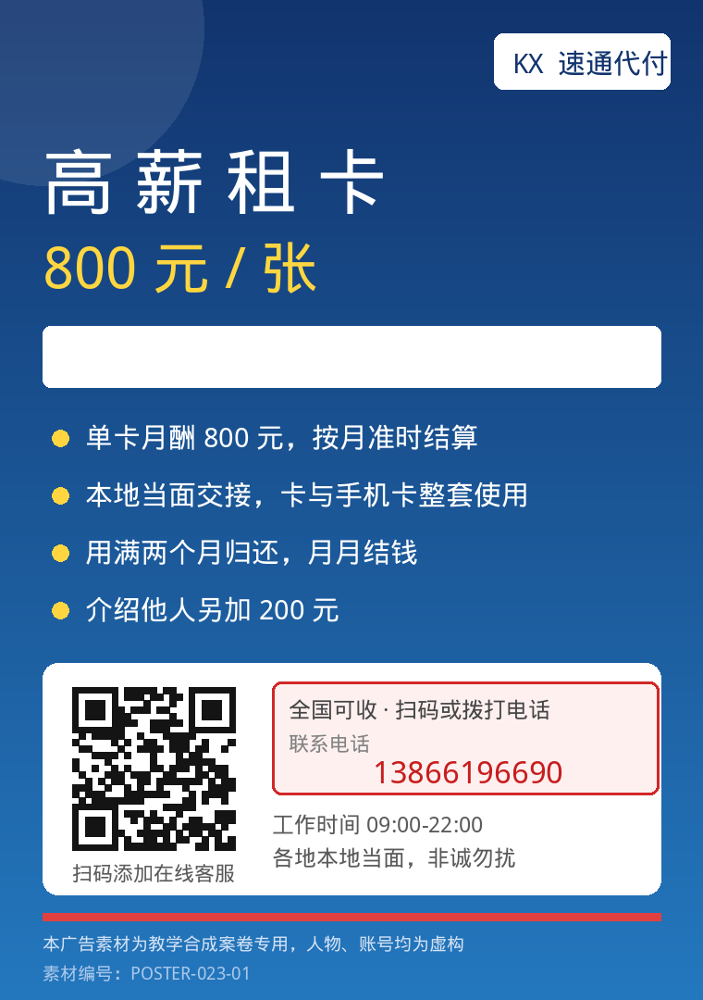 KX 速通代付
高薪租卡
800 元 / 张
单卡月酬 800 元，按月准时结算
本地当面交接，卡与手机卡整套使用
用满两个月归还，月月结钱
介绍他人另加 200 元
全国可收 · 扫码或拨打电话
联系电话
13866196690
工作时间 09:00-22:00
各地本地当面，非诚勿扰
扫码添加在线客服
本广告素材为教学合成案卷专用，人物、账号均为虚构
素材编号：POSTER-023-01